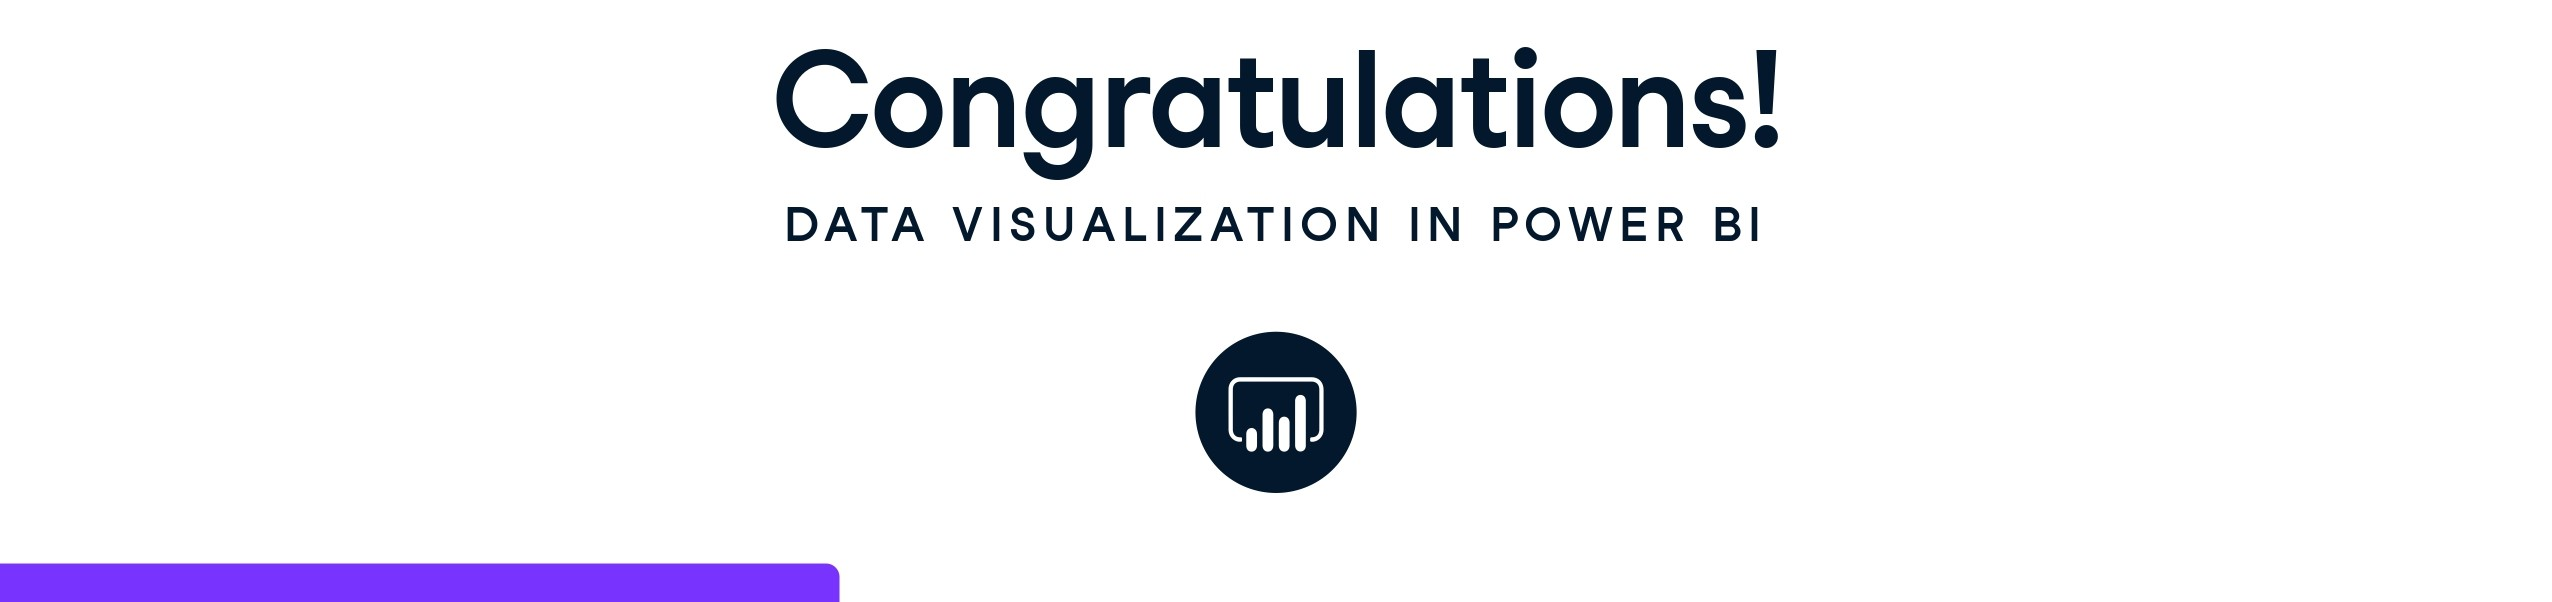 Congratulations!
DATA VISUALIZATION IN POWER BI